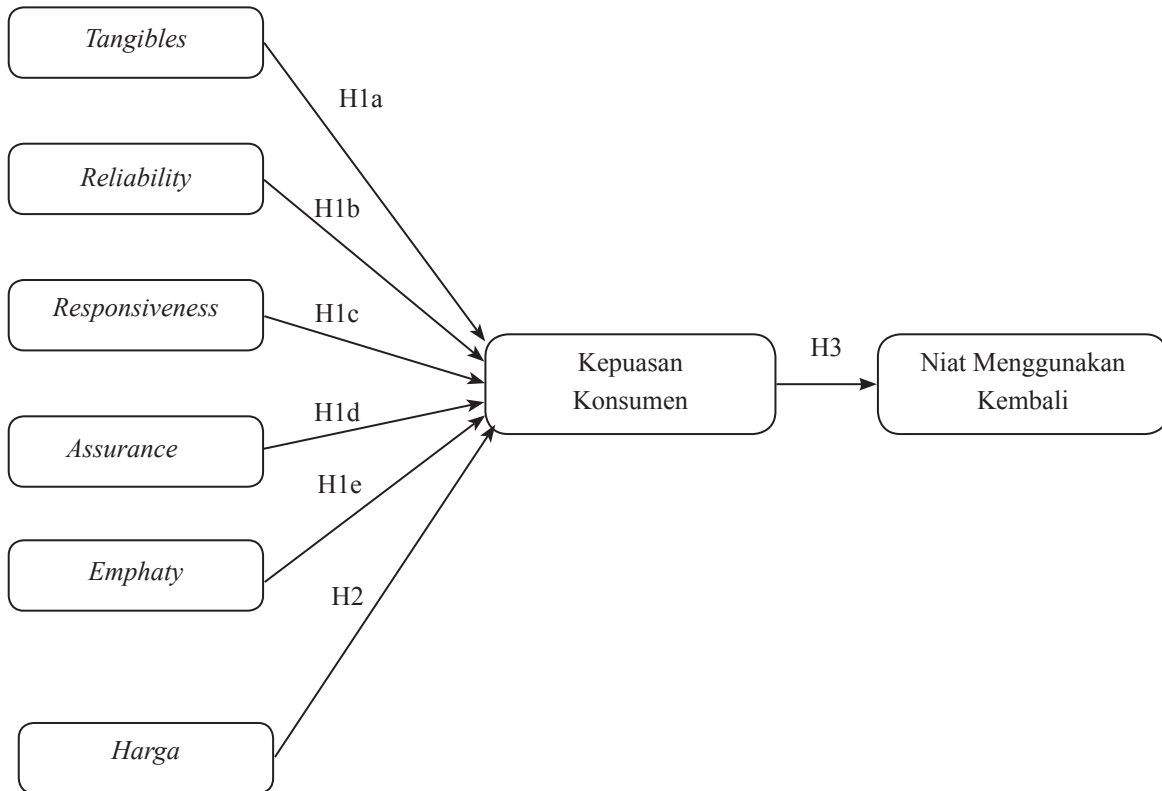 Tangibles
H1a
Reliability
H1b
Responsiveness
H1c
Kepuasan
Konsumen
H3
Niat Menggunakan
Kembali
Assurance
H1d
H1e
Emphaty
H2
Harga